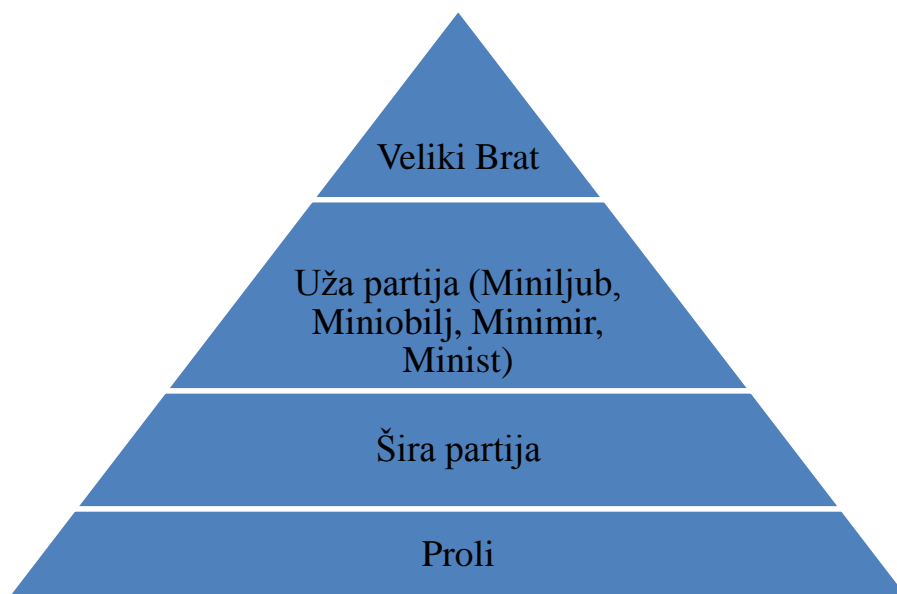 Veliki Brat
Uža partija (Miniljub,
Miniobilj, Minimir,
Minist)
Šira partija
Proli